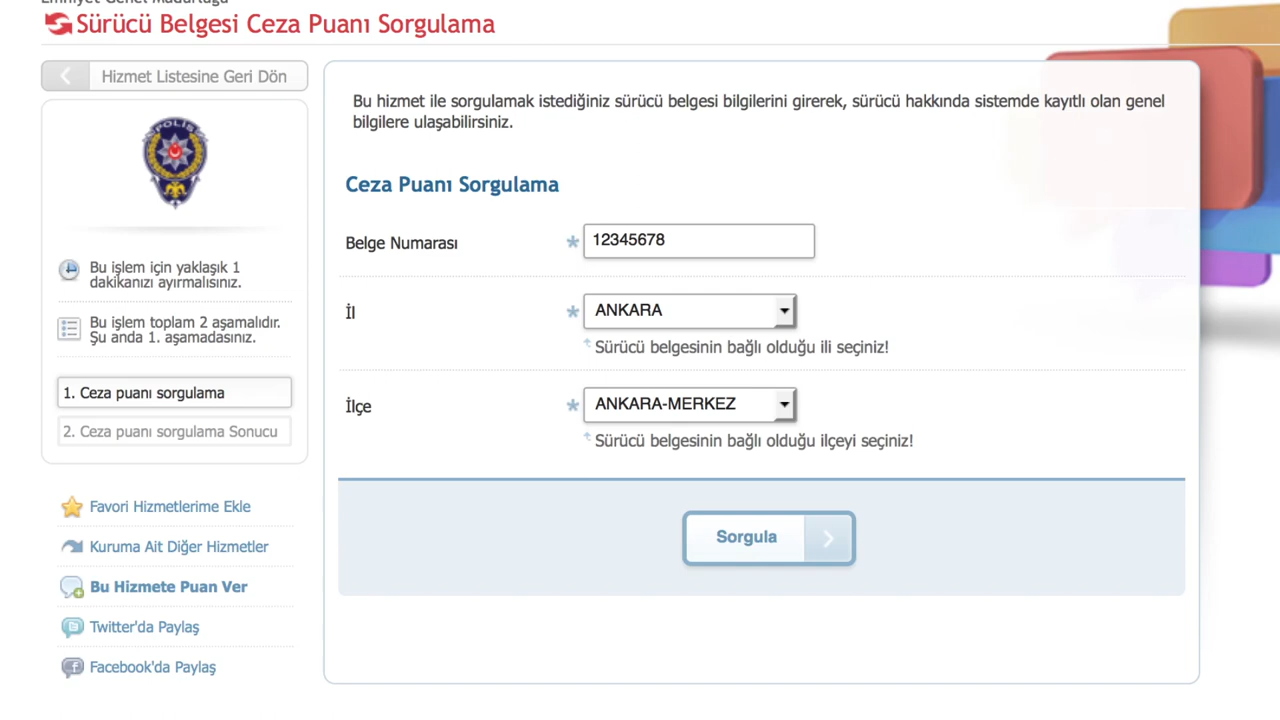 Emniyet Genel Müdürlüğü
Sürücü Belgesi Ceza Puanı Sorgulama
Hizmet Listesine Geri Dön
POLİS
Bu işlem için yaklaşık 1
dakikanızı ayırmalısınız.
Bu işlem toplam 2 aşamalıdır.
Şu anda 1. aşamadasınız.
1. Ceza puanı sorgulama
2. Ceza puanı sorgulama Sonucu
Favori Hizmetlerime Ekle
Kuruma Ait Diğer Hizmetler
Bu Hizmete Puan Ver
Twitter'da Paylaş
Facebook'da Paylaş
Bu hizmet ile sorgulamak istediğiniz sürücü belgesi bilgilerini girerek, sürücü hakkında sistemde kayıtlı olan genel
bilgilere ulaşabilirsiniz.
Ceza Puanı Sorgulama
Belge Numarası * 12345678
İl * ANKARA
Sürücü belgesinin bağlı olduğu ili seçiniz!
İlçe * ANKARA-MERKEZ
Sürücü belgesinin bağlı olduğu ilçeyi seçiniz!
Sorgula